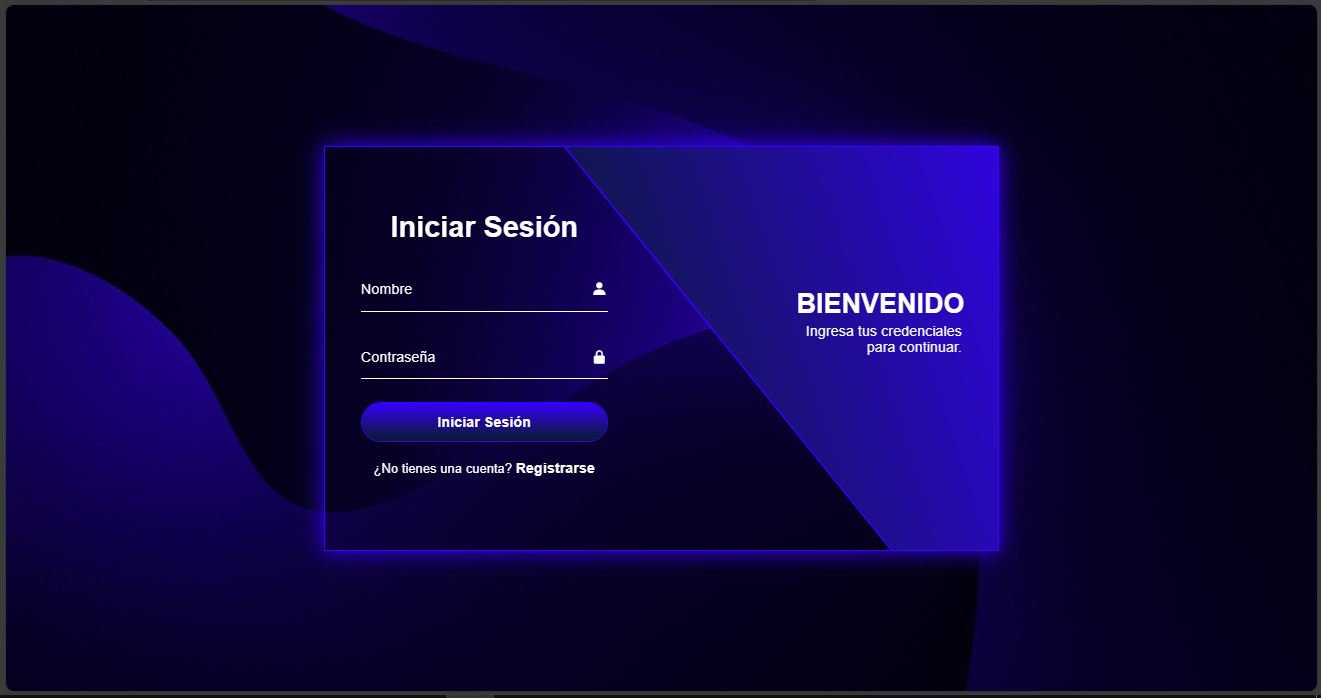 Iniciar Sesión
Nombre
Contraseña
Iniciar Sesión
¿No tienes una cuenta? Registrarse
BIENVENIDO
Ingresa tus credenciales
para continuar.